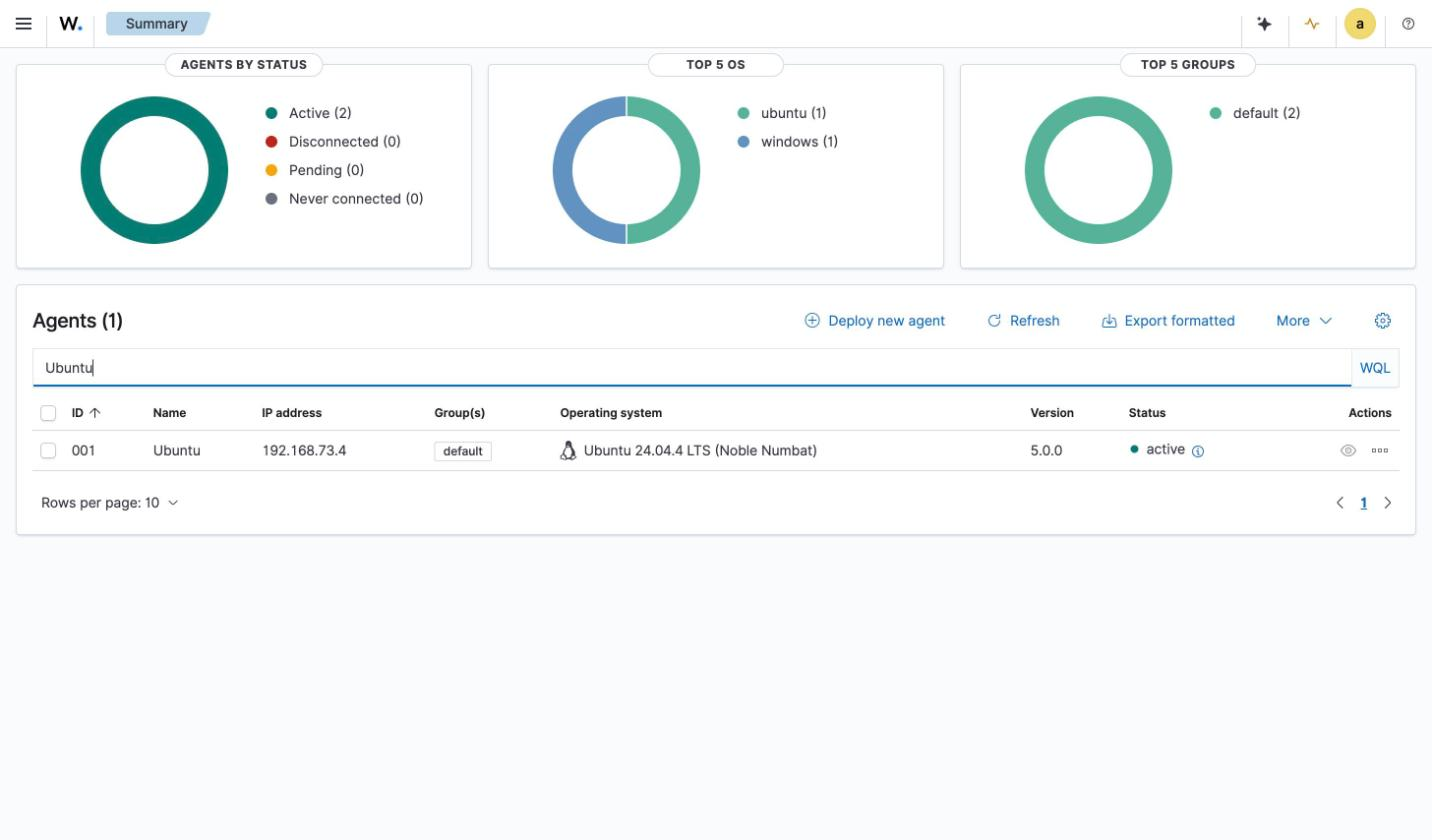 W. Summary a
AGENTS BY STATUS
Active (2)
Disconnected (0)
Pending (0)
Never connected (0)
TOP 5 OS
ubuntu (1)
windows (1)
TOP 5 GROUPS
default (2)
Agents (1) Deploy new agent Refresh Export formatted More
Ubuntu WQL
ID Name IP address Group(s) Operating system Version Status Actions
001 Ubuntu 192.168.73.4 default Ubuntu 24.04.4 LTS (Noble Numbat) 5.0.0 active
Rows per page: 10 1